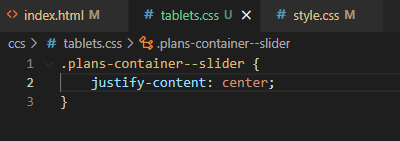 <> index.html M
# tablets.css U ×
# style.css M
ccs > # tablets.css > .plans-container--slider
1 .plans-container--slider {
2 justify-content: center;
3 }